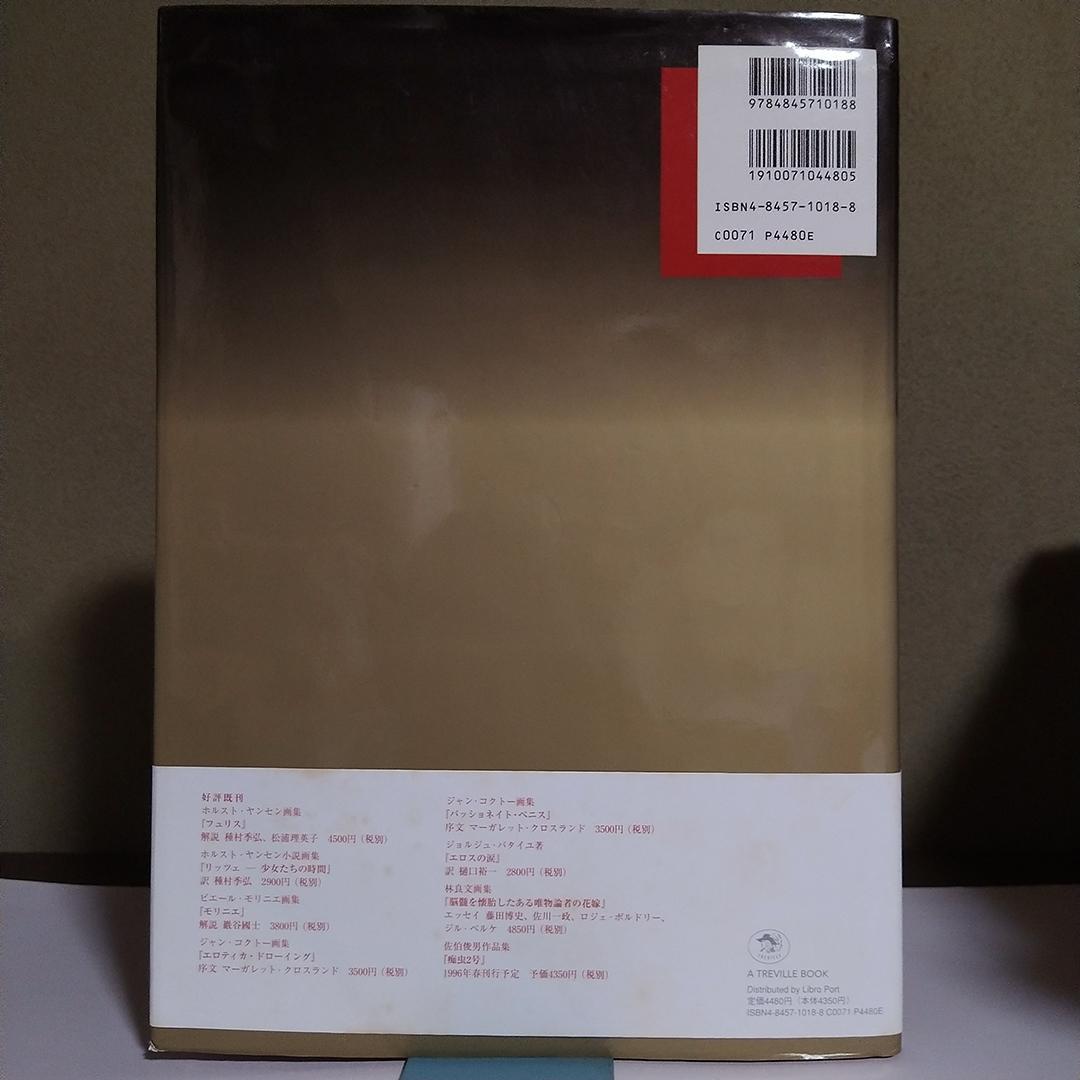 9784845710188
1910071044805
ISBN4-8457-1018-8
C0071 P4480E
好評既刊
ホルスト・ヤンセン画集
『フュリス』
解説 種村季弘、松浦理英子 4500円（税別）
ホルスト・ヤンセン小説画集
『リッツェ ― 少女たちの時間』
訳 種村季弘 2900円（税別）
ピエール・モリニエ画集
『モリニエ』
解説 巖谷國士 3800円（税別）
ジャン・コクトー画集
『エロティカ・ドローイング』
序文 マーガレット・クロスランド 3500円（税別）
ジャン・コクトー画集
『パッショネイト・ペニス』
序文 マーガレット・クロスランド 3500円（税別）
ジョルジュ・バタイユ著
『エロスの涙』
訳 樋口裕一 2800円（税別）
林良文画集
『脳髄を懐胎したある唯物論者の花嫁』
エッセイ 藤田博史、佐川一政、ロジェ・ボルドリー、
ジル・ベルケ 4850円（税別）
佐伯俊男作品集
『痴虫2号』
1996年春刊行予定 予価4350円（税別）
TREVILLE
A TREVILLE BOOK
Distributed by Libro Port
定価4480円（本体4350円）
ISBN4-8457-1018-8 C0071 P4480E